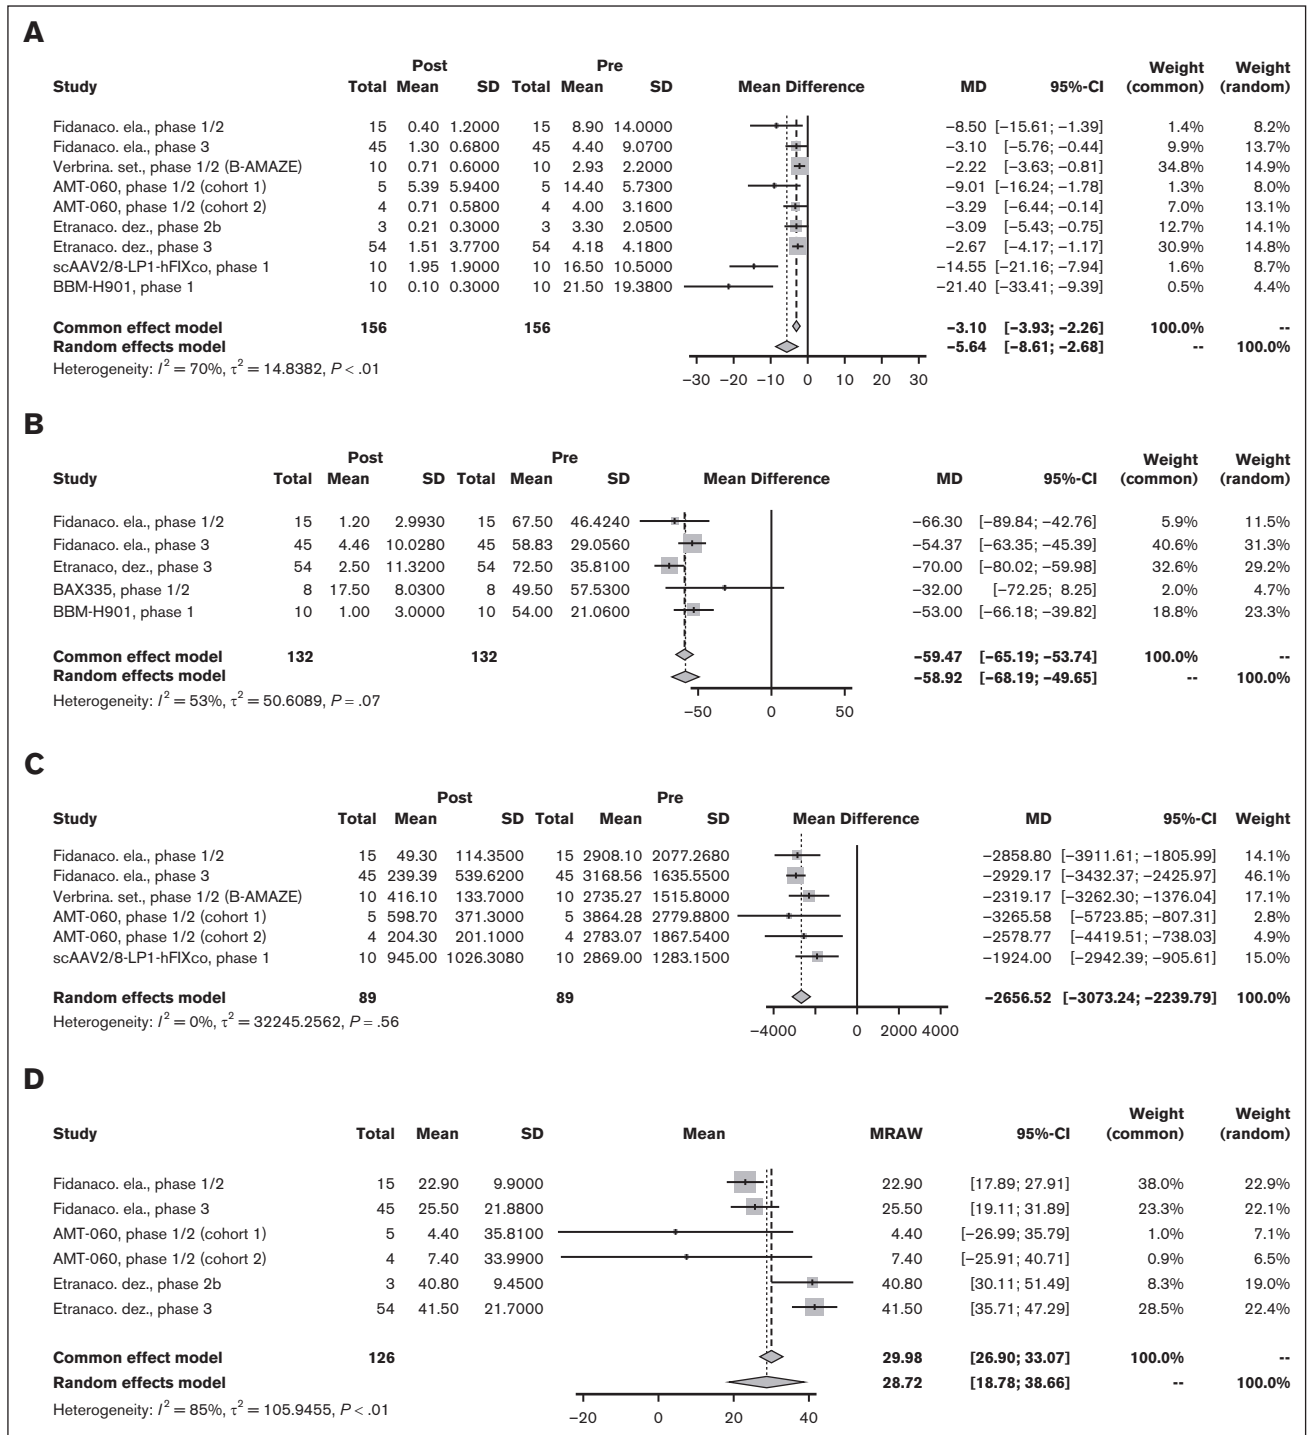 A
Post Pre Weight Weight
Study Total Mean SD Total Mean SD Mean Difference MD 95%-CI (common) (random)
Fidanaco. ela., phase 1/2 15 0.40 1.2000 15 8.90 14.0000 −8.50 [−15.61; −1.39] 1.4% 8.2%
Fidanaco. ela., phase 3 45 1.30 0.6800 45 4.40 9.0700 −3.10 [−5.76; −0.44] 9.9% 13.7%
Verbrina. set., phase 1/2 (B-AMAZE) 10 0.71 0.6000 10 2.93 2.2000 −2.22 [−3.63; −0.81] 34.8% 14.9%
AMT-060, phase 1/2 (cohort 1) 5 5.39 5.9400 5 14.40 5.7300 −9.01 [−16.24; −1.78] 1.3% 8.0%
AMT-060, phase 1/2 (cohort 2) 4 0.71 0.5800 4 4.00 3.1600 −3.29 [−6.44; −0.14] 7.0% 13.1%
Etranaco. dez., phase 2b 3 0.21 0.3000 3 3.30 2.0500 −3.09 [−5.43; −0.75] 12.7% 14.1%
Etranaco. dez., phase 3 54 1.51 3.7700 54 4.18 4.1800 −2.67 [−4.17; −1.17] 30.9% 14.8%
scAAV2/8-LP1-hFIXco, phase 1 10 1.95 1.9000 10 16.50 10.5000 −14.55 [−21.16; −7.94] 1.6% 8.7%
BBM-H901, phase 1 10 0.10 0.3000 10 21.50 19.3800 −21.40 [−33.41; −9.39] 0.5% 4.4%
Common effect model 156 156 −3.10 [−3.93; −2.26] 100.0% --
Random effects model −5.64 [−8.61; −2.68] -- 100.0%
Heterogeneity: I² = 70%, τ² = 14.8382, P < .01
−30 −20 −10 0 10 20 30
B
Post Pre Weight Weight
Study Total Mean SD Total Mean SD Mean Difference MD 95%-CI (common) (random)
Fidanaco. ela., phase 1/2 15 1.20 2.9930 15 67.50 46.4240 −66.30 [−89.84; −42.76] 5.9% 11.5%
Fidanaco. ela., phase 3 45 4.46 10.0280 45 58.83 29.0560 −54.37 [−63.35; −45.39] 40.6% 31.3%
Etranaco, dez., phase 3 54 2.50 11.3200 54 72.50 35.8100 −70.00 [−80.02; −59.98] 32.6% 29.2%
BAX335, phase 1/2 8 17.50 8.0300 8 49.50 57.5300 −32.00 [−72.25; 8.25] 2.0% 4.7%
BBM-H901, phase 1 10 1.00 3.0000 10 54.00 21.0600 −53.00 [−66.18; −39.82] 18.8% 23.3%
Common effect model 132 132 −59.47 [−65.19; −53.74] 100.0% --
Random effects model −58.92 [−68.19; −49.65] -- 100.0%
Heterogeneity: I² = 53%, τ² = 50.6089, P = .07
−50 0 50
C
Post Pre
Study Total Mean SD Total Mean SD Mean Difference MD 95%-CI Weight
Fidanaco. ela., phase 1/2 15 49.30 114.3500 15 2908.10 2077.2680 −2858.80 [−3911.61; −1805.99] 14.1%
Fidanaco. ela., phase 3 45 239.39 539.6200 45 3168.56 1635.5500 −2929.17 [−3432.37; −2425.97] 46.1%
Verbrina. set., phase 1/2 (B-AMAZE) 10 416.10 133.7000 10 2735.27 1515.8000 −2319.17 [−3262.30; −1376.04] 17.1%
AMT-060, phase 1/2 (cohort 1) 5 598.70 371.3000 5 3864.28 2779.8800 −3265.58 [−5723.85; −807.31] 2.8%
AMT-060, phase 1/2 (cohort 2) 4 204.30 201.1000 4 2783.07 1867.5400 −2578.77 [−4419.51; −738.03] 4.9%
scAAV2/8-LP1-hFIXco, phase 1 10 945.00 1026.3080 10 2869.00 1283.1500 −1924.00 [−2942.39; −905.61] 15.0%
Random effects model 89 89 −2656.52 [−3073.24; −2239.79] 100.0%
Heterogeneity: I² = 0%, τ² = 32245.2562, P = .56
−4000 0 2000 4000
D
Weight Weight
Study Total Mean SD Mean MRAW 95%-CI (common) (random)
Fidanaco. ela., phase 1/2 15 22.90 9.9000 22.90 [17.89; 27.91] 38.0% 22.9%
Fidanaco. ela., phase 3 45 25.50 21.8800 25.50 [19.11; 31.89] 23.3% 22.1%
AMT-060, phase 1/2 (cohort 1) 5 4.40 35.8100 4.40 [−26.99; 35.79] 1.0% 7.1%
AMT-060, phase 1/2 (cohort 2) 4 7.40 33.9900 7.40 [−25.91; 40.71] 0.9% 6.5%
Etranaco. dez., phase 2b 3 40.80 9.4500 40.80 [30.11; 51.49] 8.3% 19.0%
Etranaco. dez., phase 3 54 41.50 21.7000 41.50 [35.71; 47.29] 28.5% 22.4%
Common effect model 126 29.98 [26.90; 33.07] 100.0% --
Random effects model 28.72 [18.78; 38.66] -- 100.0%
Heterogeneity: I² = 85%, τ² = 105.9455, P < .01
−20 0 20 40